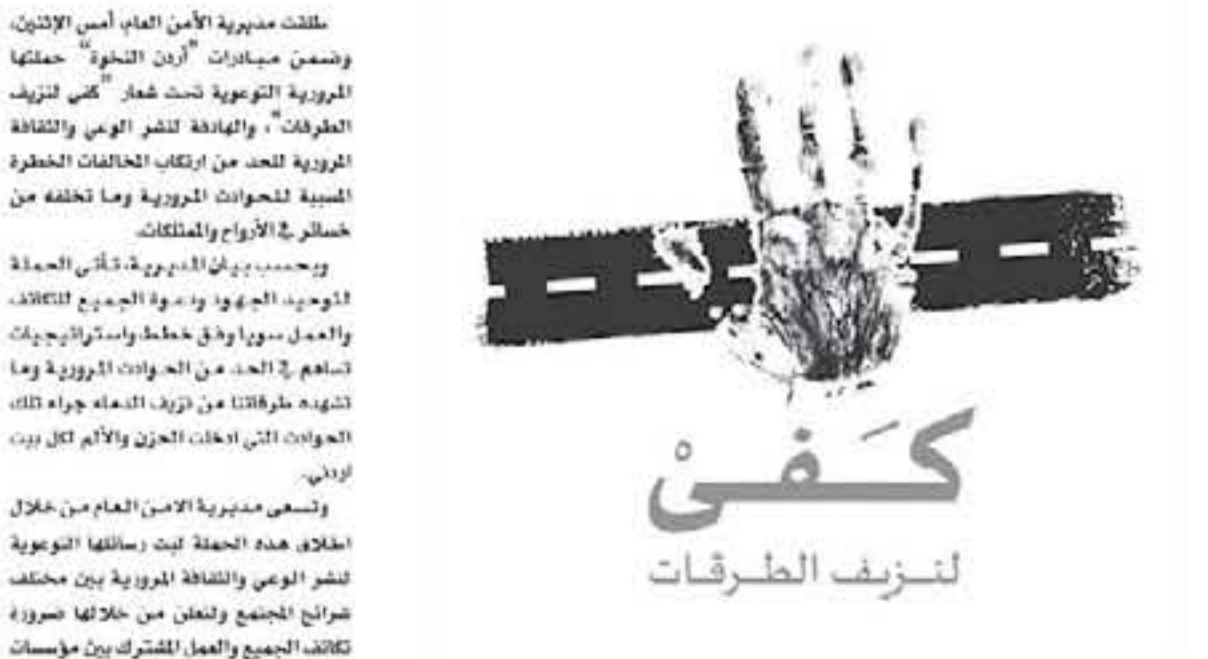 طلقت مديرية الأمن العام، أمس الإثنين،
وضمن مبادرات "أردن النخوة" حملتها
المرورية التوعوية تحت شعار "كفى لنزيف
الطرقات"، والهادفة لنشر الوعي والثقافة
المرورية للحد من ارتكاب المخالفات الخطرة
المسببة للحوادث المرورية وما تخلفه من
خسائر في الأرواح والممتلكات.
وبحسب بيان المديرية، تأتي الحملة
لتوحيد الجهود ودعوة الجميع للتكاتف
والعمل سويا وفق خطط واستراتيجيات
تساهم في الحد من الحوادث المرورية وما
تشهده طرقاتنا من نزيف الدماء جراء تلك
الحوادث التي ادخلت الحزن والألم لكل بيت
اردني.
وتسعى مديرية الامن العام من خلال
اطلاق هذه الحملة لبث رسائلها التوعوية
لنشر الوعي والثقافة المرورية بين مختلف
شرائح المجتمع ولتعلن من خلالها ضرورة
تكاتف الجميع والعمل المشترك بين مؤسسات
كَفىْ
لنزيف الطرقات